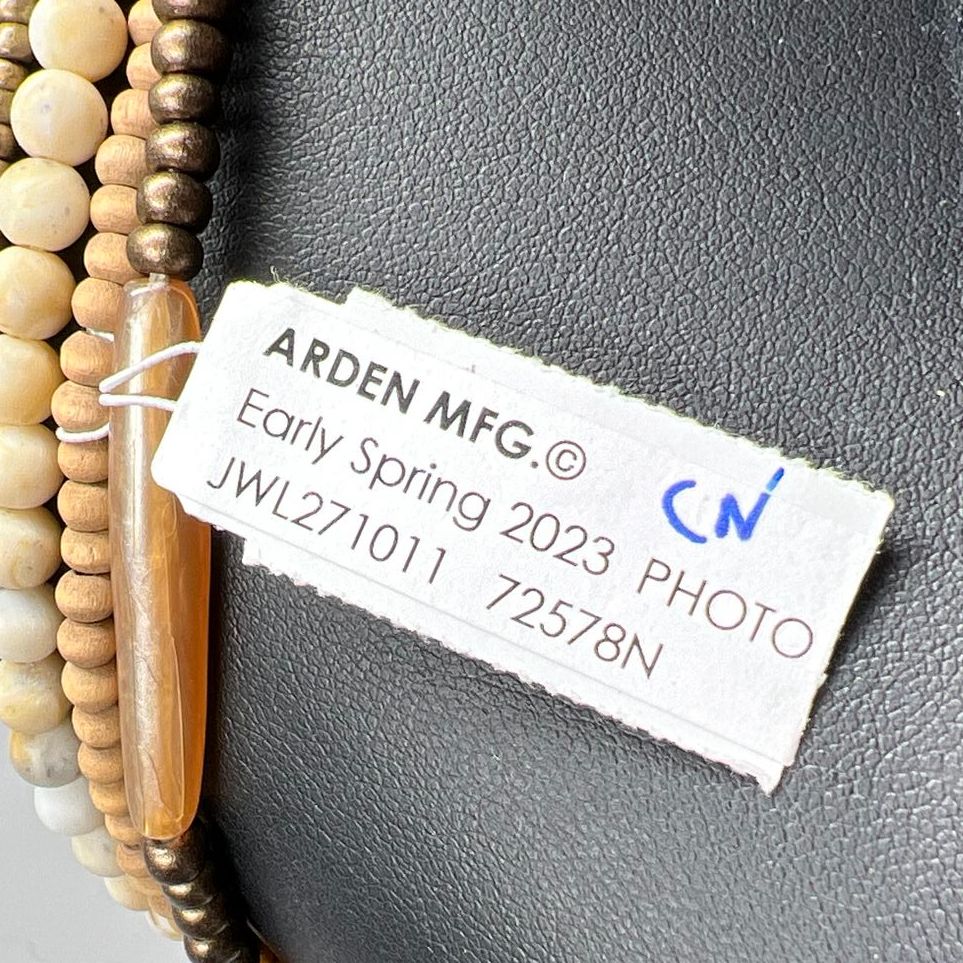 ARDEN MFG.©
CN
Early Spring 2023 PHOTO
JWL271011 72578N